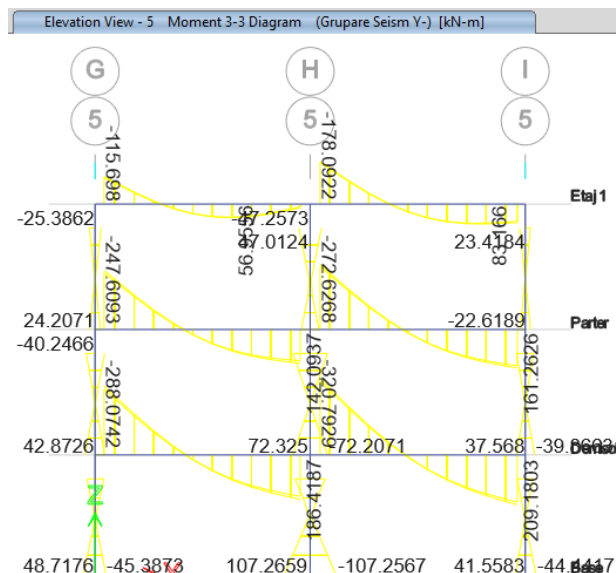 Elevation View - 5 Moment 3-3 Diagram (Grupare Seism Y-) [kN-m]
G H I
5 5 5
-115.698
-178.0922
Etaj 1
-25.3862
-47.2573
47.0124 23.4184
83.166
-247.6093
-272.6268
24.2071 -22.6189 Parter
-40.2466
142.0937
161.2626
-288.0742
42.8726 72.325 -72.2071 37.568
186.4187
209.1803
48.7176 -45.3873 107.2659 -107.2567 41.5583
Base